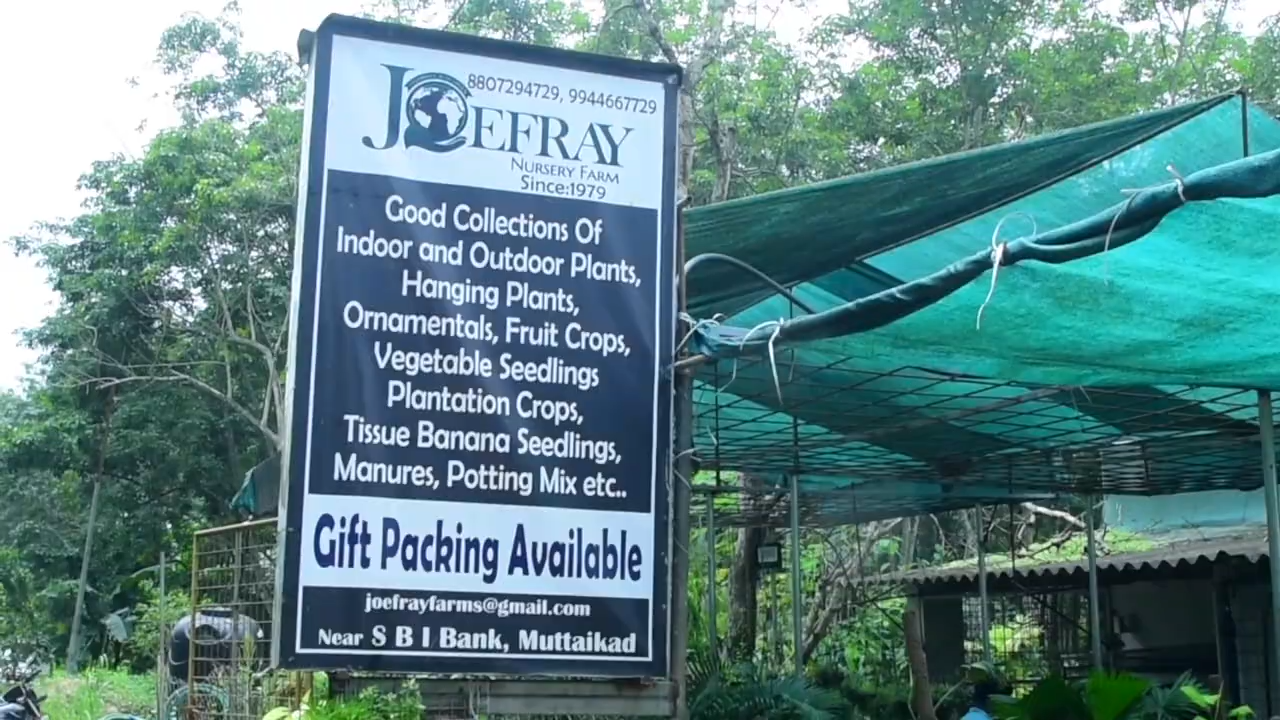 8807294729, 9944667729
JOEFRAY
NURSERY FARM
Since:1979
Good Collections Of
Indoor and Outdoor Plants,
Hanging Plants,
Ornamentals, Fruit Crops,
Vegetable Seedlings
Plantation Crops,
Tissue Banana Seedlings,
Manures, Potting Mix etc..
Gift Packing Available
joefrayfarms@gmail.com
Near S B I Bank, Muttaikad